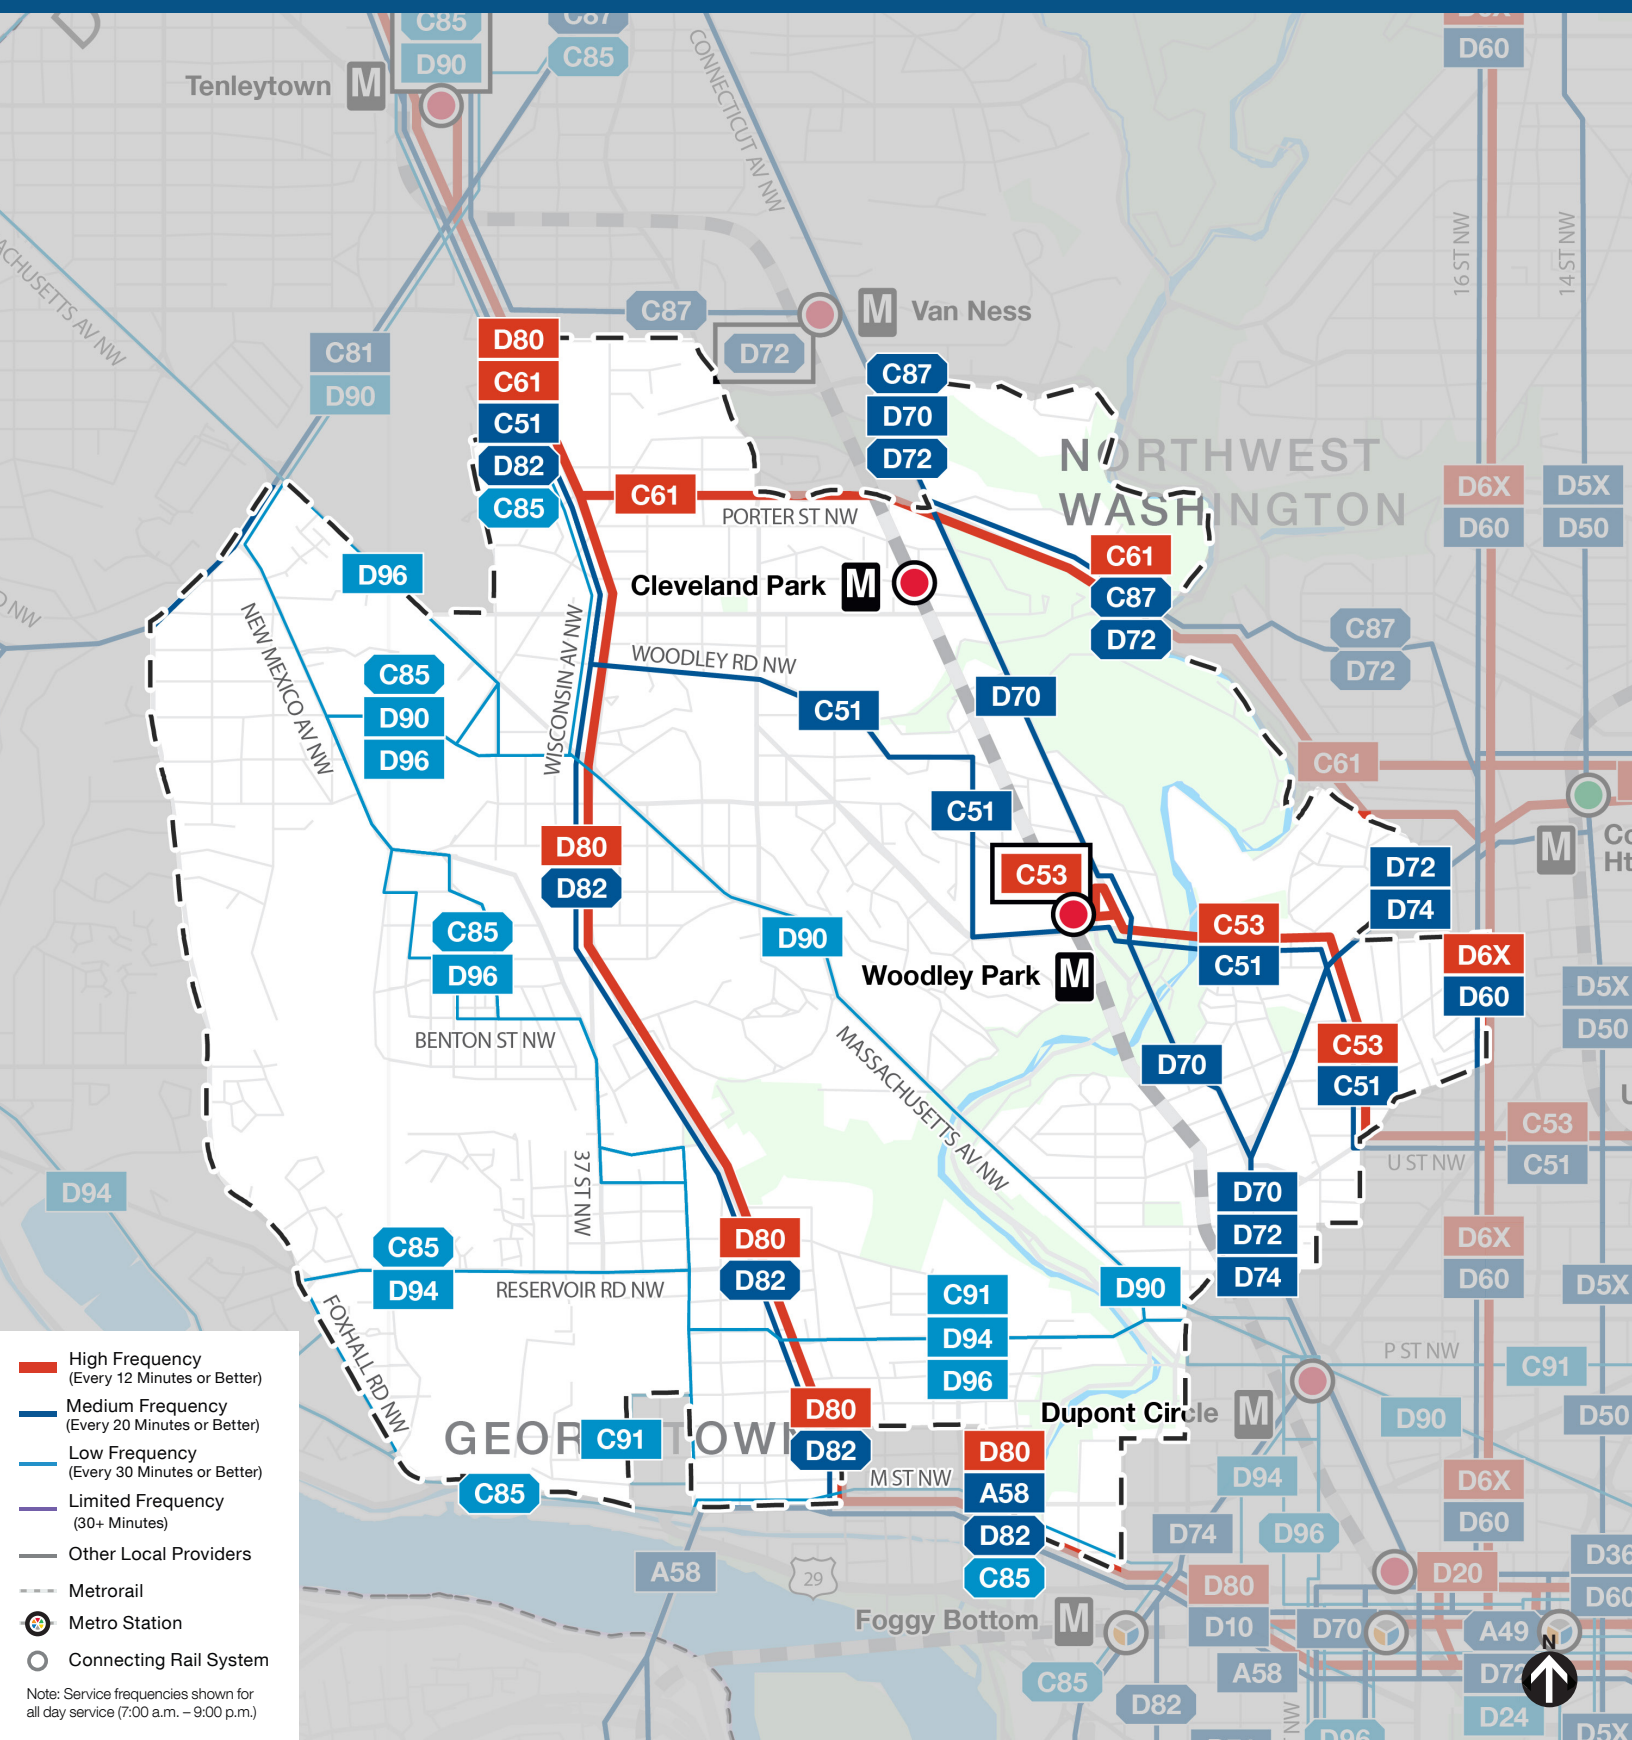 C85
D90
C87
C85
D6X
D60
Tenleytown M
CONNECTICUT AV NW
16 ST NW
14 ST NW
C87
M Van Ness
D72
C81
D90
D80
C61
C51
D82
C85
C87
D70
D72
NORTHWEST
WASHINGTON
C61
PORTER ST NW
D6X
D60
D5X
D50
C61
C87
D72
Cleveland Park M
D96
C87
D72
NEW MEXICO AV NW
WISCONSIN AV NW
WOODLEY RD NW
C85
D90
D96
C51
D70
C61
C51
D80
D82
C53
M
D72
D74
C85
D96
D90
C53
C51
D6X
D60
Woodley Park M
D5X
D50
BENTON ST NW
MASSACHUSETTS AV NW
D70
C53
C51
C53
C51
U ST NW
37 ST NW
D94
D70
D72
D74
C85
D94
D80
D82
D6X
D60
RESERVOIR RD NW
C91
D94
D96
D90
D5X
FOXHALL RD NW
P ST NW
C91
GEORGETOWN
C91
D80
D82
Dupont Circle M
D90
D50
M ST NW
D80
A58
D82
C85
D94
D6X
D60
C85
D74
D96
A58
29
D36
D60
D80
D10
A58
D20
D70
A49
D72
D24
Foggy Bottom M
C85
D82
NW
D96
D5X
N
High Frequency
(Every 12 Minutes or Better)
Medium Frequency
(Every 20 Minutes or Better)
Low Frequency
(Every 30 Minutes or Better)
Limited Frequency
(30+ Minutes)
Other Local Providers
Metrorail
Metro Station
Connecting Rail System
Note: Service frequencies shown for
all day service (7:00 a.m. – 9:00 p.m.)